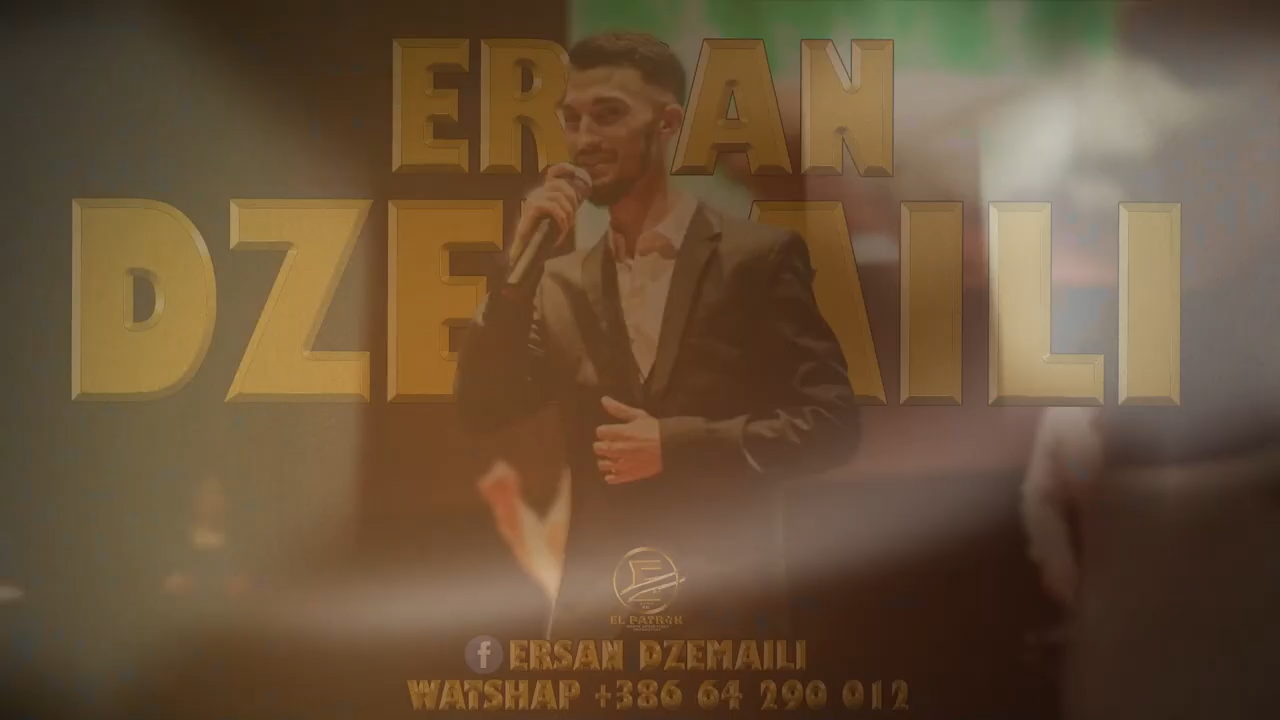 ERSAN
DZEMAILI
EL PATRON
ERSAN DZEMAILI
WATSHAP +386 64 290 012